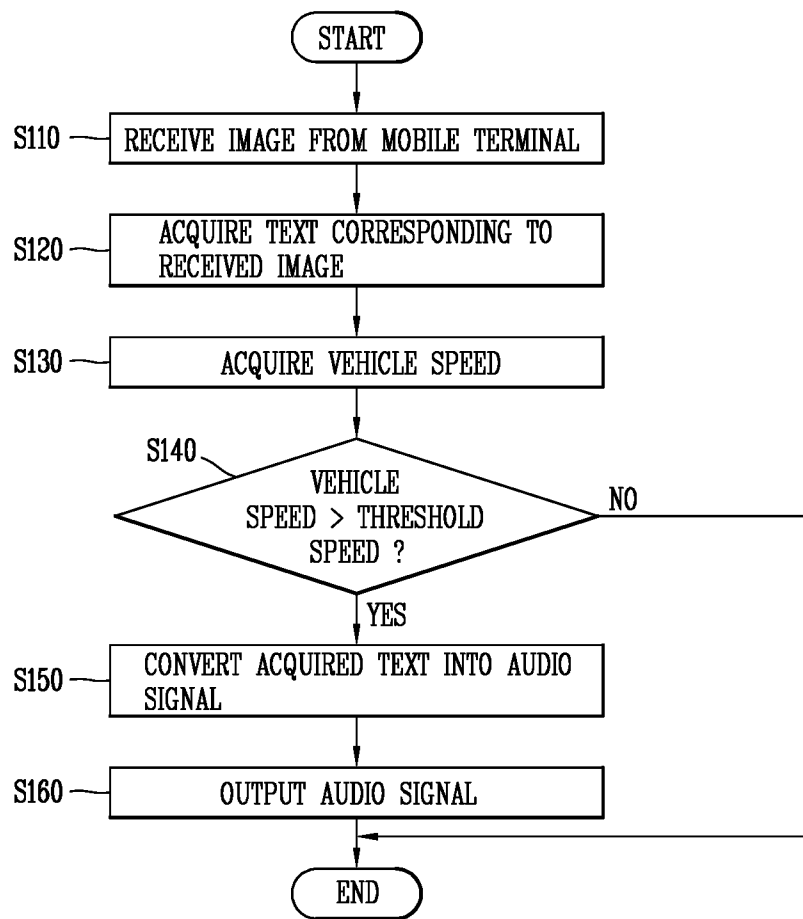 START
S110
RECEIVE IMAGE FROM MOBILE TERMINAL
S120
ACQUIRE TEXT CORRESPONDING TO
RECEIVED IMAGE
S130
ACQUIRE VEHICLE SPEED
S140
VEHICLE
SPEED > THRESHOLD
SPEED ?
NO
YES
S150
CONVERT ACQUIRED TEXT INTO AUDIO
SIGNAL
S160
OUTPUT AUDIO SIGNAL
END